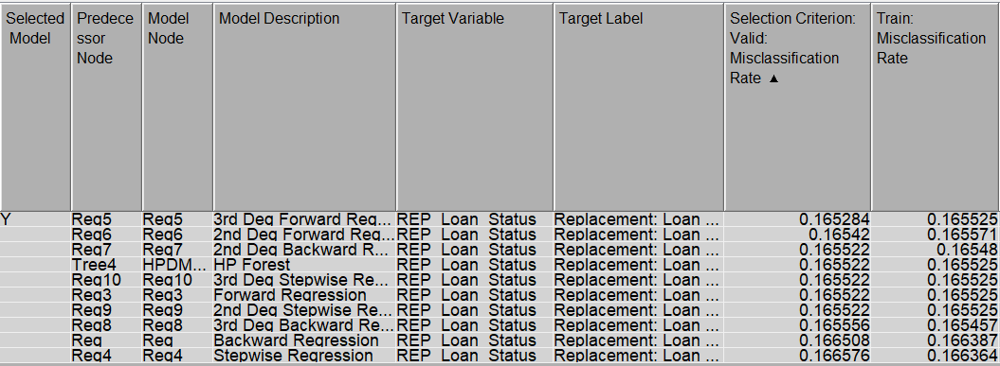 Selected Model Predece ssor Node Model Node Model Description Target Variable Target Label Selection Criterion: Valid: Misclassification Rate ▲ Train: Misclassification Rate
Y Reg5 Reg5 3rd Deg Forward Reg... REP_Loan_Status Replacement: Loan ... 0.165284 0.165525
Reg6 Reg6 2nd Deg Forward Reg... REP_Loan_Status Replacement: Loan ... 0.16542 0.165571
Reg7 Reg7 2nd Deg Backward R... REP_Loan_Status Replacement: Loan ... 0.165522 0.16548
Tree4 HPDM... HP Forest REP_Loan_Status Replacement: Loan ... 0.165522 0.165525
Reg10 Reg10 3rd Deg Stepwise Re... REP_Loan_Status Replacement: Loan ... 0.165522 0.165525
Reg3 Reg3 Forward Regression REP_Loan_Status Replacement: Loan ... 0.165522 0.165525
Reg9 Reg9 2nd Deg Stepwise Re... REP_Loan_Status Replacement: Loan ... 0.165522 0.165525
Reg8 Reg8 3rd Deg Backward Re... REP_Loan_Status Replacement: Loan ... 0.165556 0.165457
Reg Reg Backward Regression REP_Loan_Status Replacement: Loan ... 0.166508 0.166387
Reg4 Reg4 Stepwise Regression REP_Loan_Status Replacement: Loan ... 0.166576 0.166364